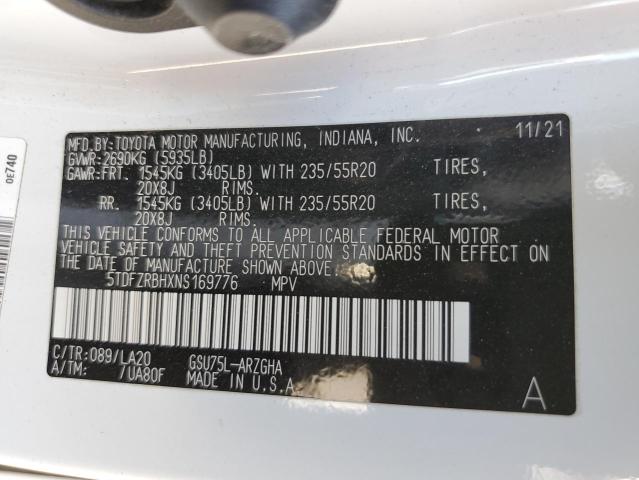 MFD.BY:TOYOTA MOTOR MANUFACTURING, INDIANA, INC. 11/21
GVWR:2690KG (5935LB)
GAWR:FRT. 1545KG (3405LB) WITH 235/55R20 TIRES,
20X8J RIMS.
RR. 1545KG (3405LB) WITH 235/55R20 TIRES,
20X8J RIMS.
THIS VEHICLE CONFORMS TO ALL APPLICABLE FEDERAL MOTOR
VEHICLE SAFETY AND THEFT PREVENTION STANDARDS IN EFFECT ON
THE DATE OF MANUFACTURE SHOWN ABOVE.
5TDFZRBHXNS169776 MPV
C/TR:089/LA20 GSU75L-ARZGHA
A/TM: /UA80F MADE IN U.S.A. A
0E740